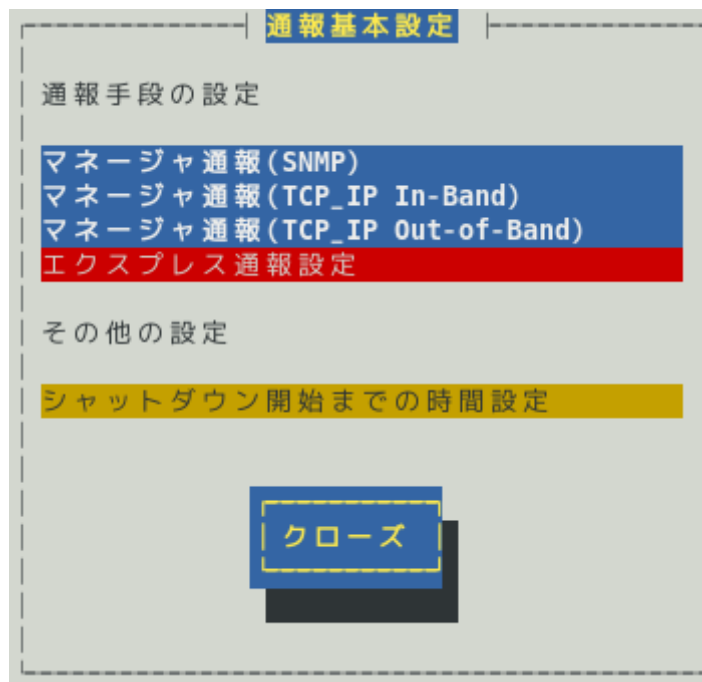 通報基本設定
通報手段の設定
マネージャ通報(SNMP)
マネージャ通報(TCP_IP In-Band)
マネージャ通報(TCP_IP Out-of-Band)
エクスプレス通報設定
その他の設定
シャットダウン開始までの時間設定
クローズ